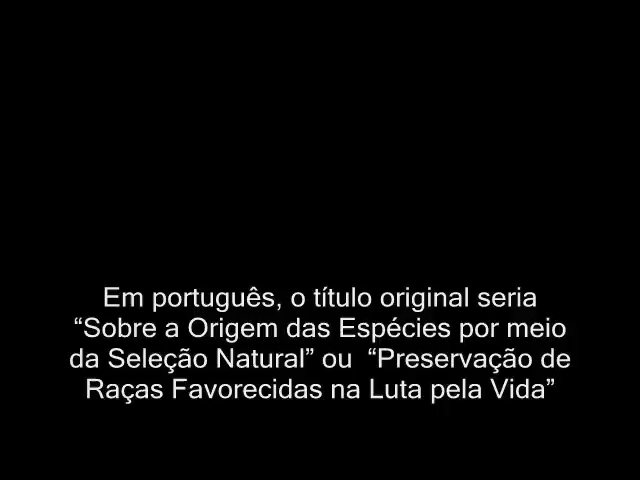 Em português, o título original seria
“Sobre a Origem das Espécies por meio
da Seleção Natural” ou “Preservação de
Raças Favorecidas na Luta pela Vida”